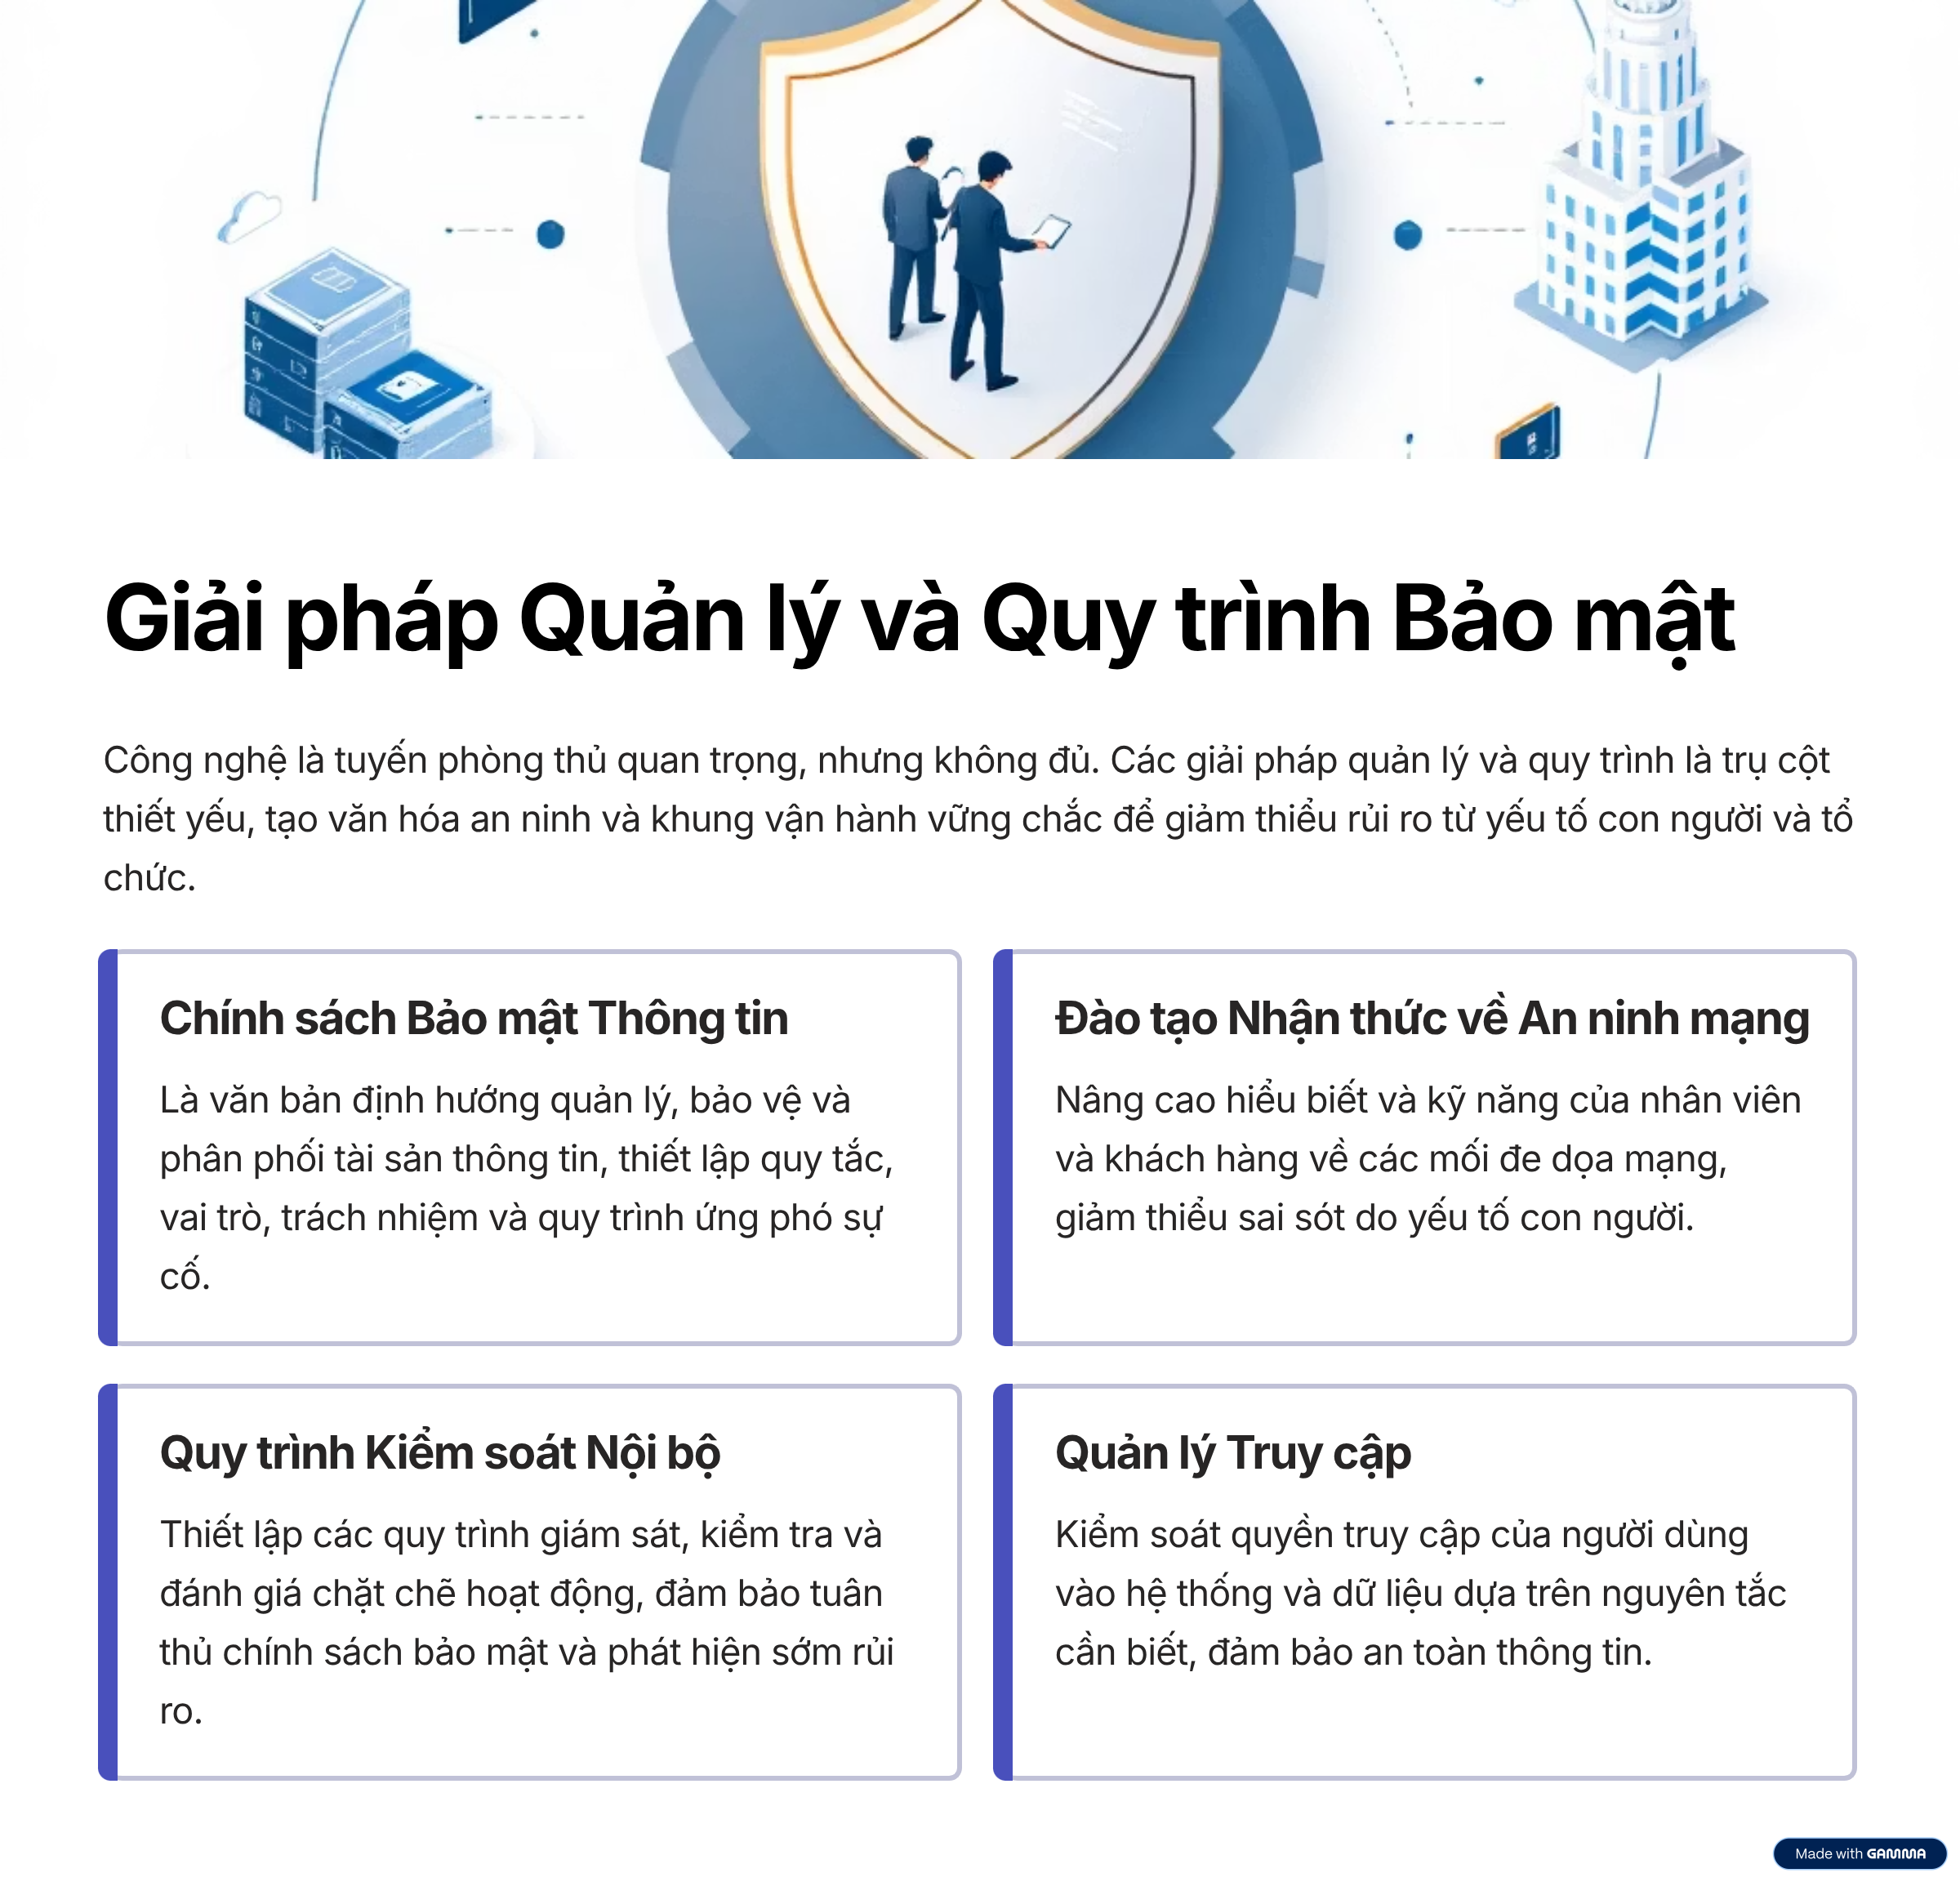 Giải pháp Quản lý và Quy trình Bảo mật
Công nghệ là tuyến phòng thủ quan trọng, nhưng không đủ. Các giải pháp quản lý và quy trình là trụ cột
thiết yếu, tạo văn hóa an ninh và khung vận hành vững chắc để giảm thiểu rủi ro từ yếu tố con người và tổ
chức.
Chính sách Bảo mật Thông tin
Là văn bản định hướng quản lý, bảo vệ và
phân phối tài sản thông tin, thiết lập quy tắc,
vai trò, trách nhiệm và quy trình ứng phó sự
cố.
Đào tạo Nhận thức về An ninh mạng
Nâng cao hiểu biết và kỹ năng của nhân viên
và khách hàng về các mối đe dọa mạng,
giảm thiểu sai sót do yếu tố con người.
Quy trình Kiểm soát Nội bộ
Thiết lập các quy trình giám sát, kiểm tra và
đánh giá chặt chẽ hoạt động, đảm bảo tuân
thủ chính sách bảo mật và phát hiện sớm rủi
ro.
Quản lý Truy cập
Kiểm soát quyền truy cập của người dùng
vào hệ thống và dữ liệu dựa trên nguyên tắc
cần biết, đảm bảo an toàn thông tin.
Made with GAMMA